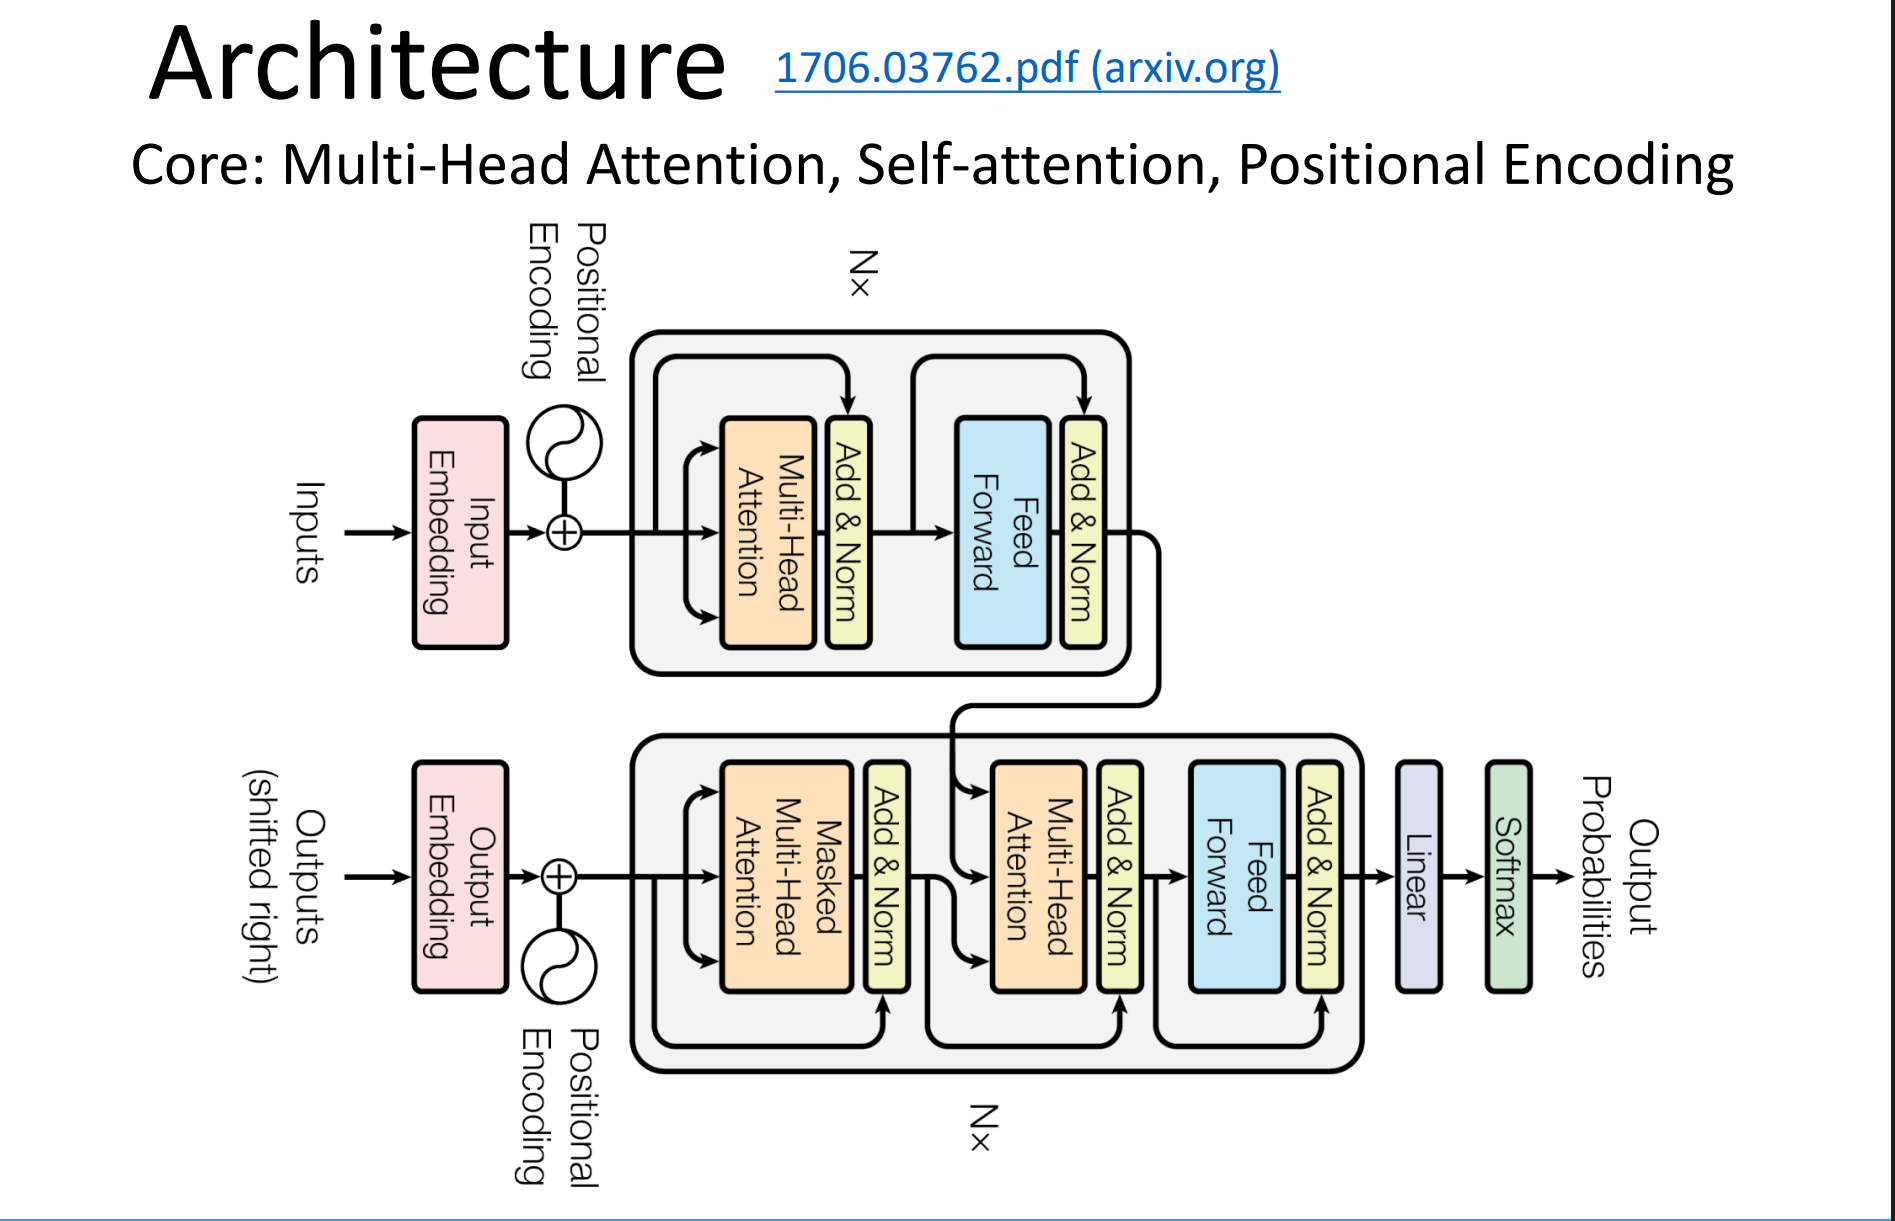 Architecture
1706.03762.pdf (arxiv.org)
Core: Multi-Head Attention, Self-attention, Positional Encoding
Positional
Encoding
Nx
Inputs
Input
Embedding
Multi-Head
Attention
Add & Norm
Feed
Forward
Add & Norm
Outputs
(shifted right)
Output
Embedding
Positional
Encoding
Masked
Multi-Head
Attention
Add & Norm
Multi-Head
Attention
Add & Norm
Feed
Forward
Add & Norm
Nx
Linear
Softmax
Output
Probabilities